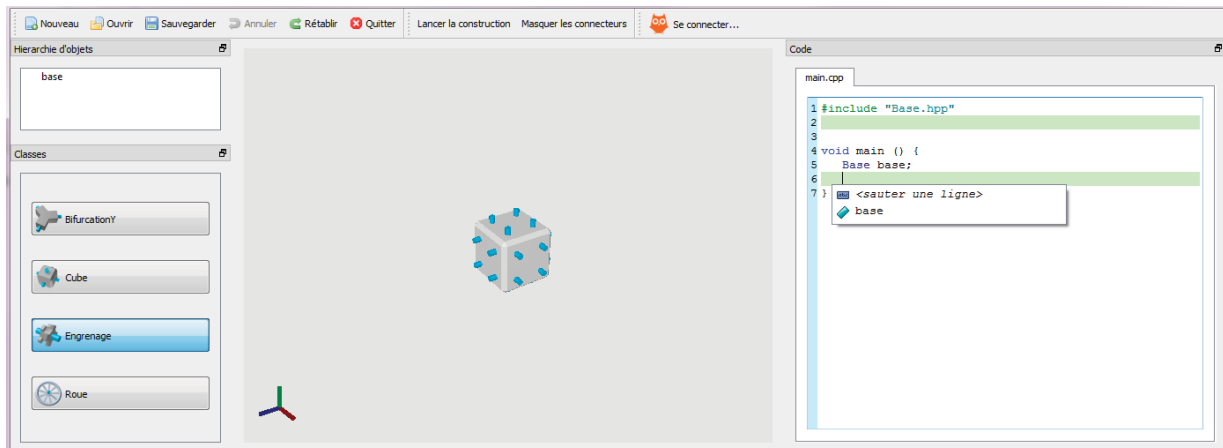 Nouveau Ouvrir Sauvegarder Annuler Rétablir Quitter Lancer la construction Masquer les connecteurs Se connecter...
Hierarchie d'objets
base
Classes
BifurcationY
Cube
Engrenage
Roue
Code
main.cpp
1 #include "Base.hpp"
2
3
4 void main () {
5 Base base;
6
7 }
<sauter une ligne>
base